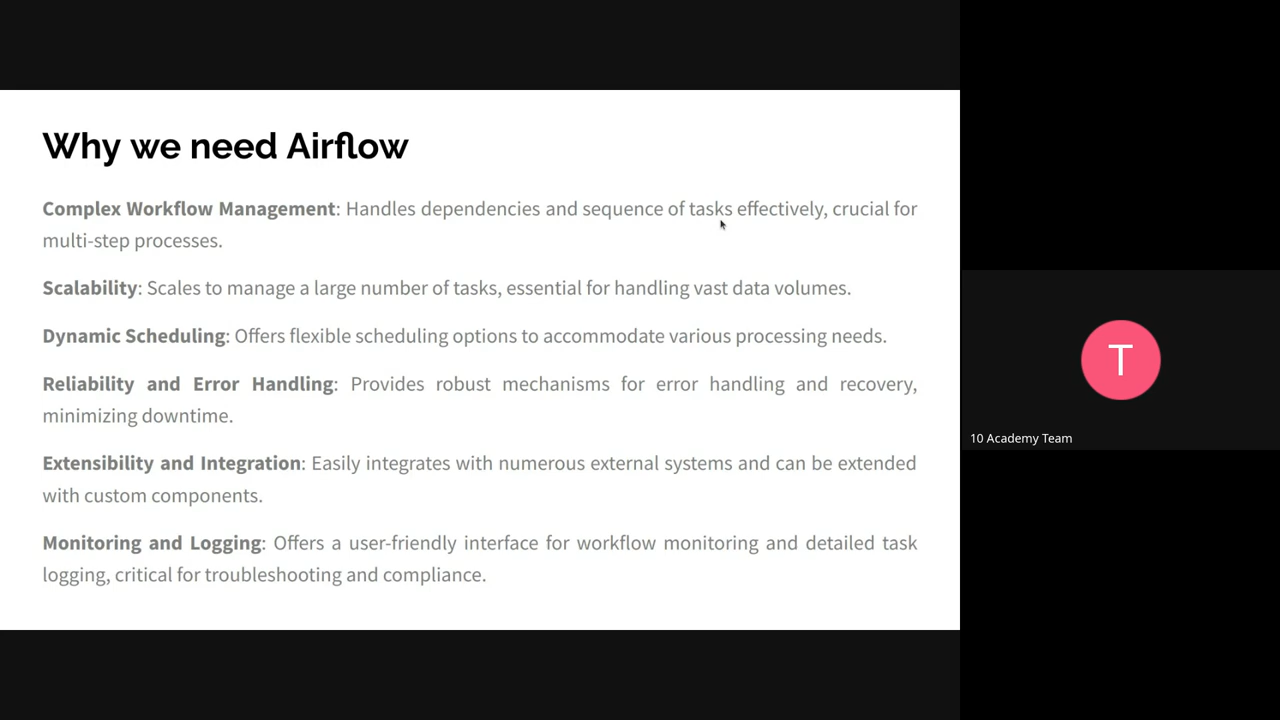 Why we need Airflow
Complex Workflow Management: Handles dependencies and sequence of tasks effectively, crucial for
multi-step processes.
Scalability: Scales to manage a large number of tasks, essential for handling vast data volumes.
Dynamic Scheduling: Offers flexible scheduling options to accommodate various processing needs.
Reliability and Error Handling: Provides robust mechanisms for error handling and recovery,
minimizing downtime.
Extensibility and Integration: Easily integrates with numerous external systems and can be extended
with custom components.
Monitoring and Logging: Offers a user-friendly interface for workflow monitoring and detailed task
logging, critical for troubleshooting and compliance.
T
10 Academy Team